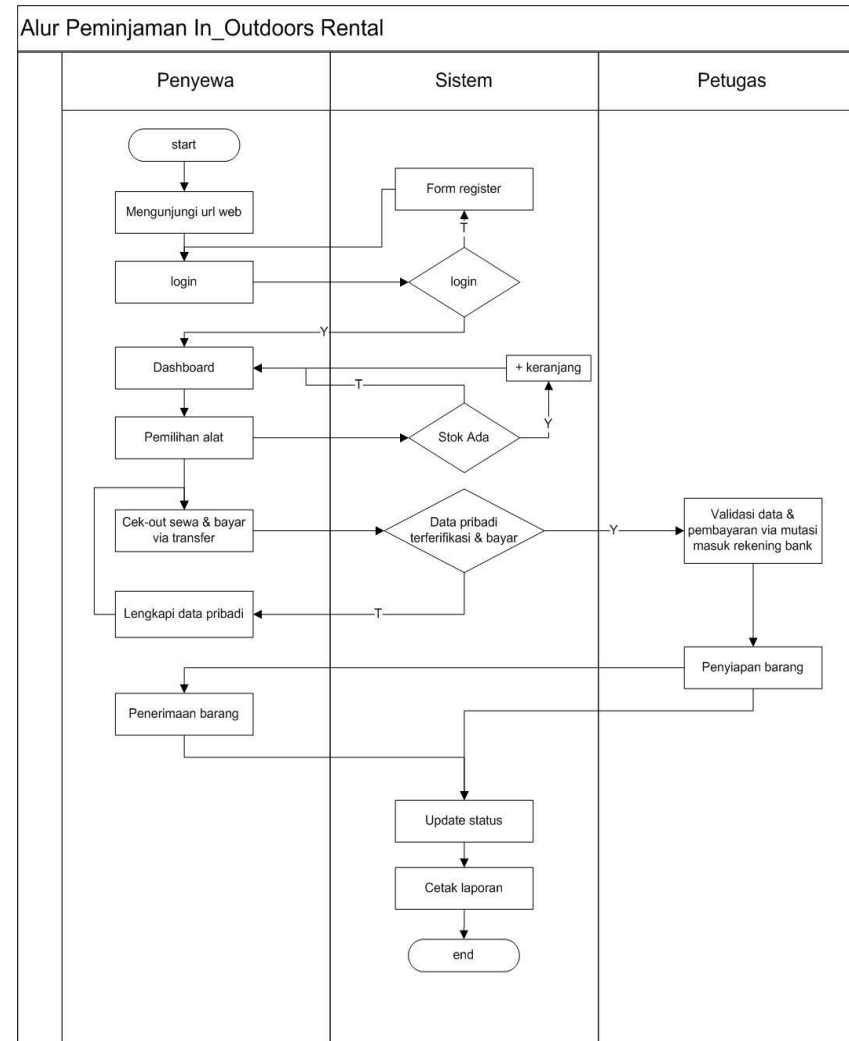 Alur Peminjaman In_Outdoors Rental
Penyewa
Sistem
Petugas
start
Form register
Mengunjungi url web
T
login
login
Y
Dashboard
+ keranjang
T
Y
Pemilihan alat
Stok Ada
Cek-out sewa & bayar
via transfer
Data pribadi
terferifikasi & bayar
Y
Validasi data &
pembayaran via mutasi
masuk rekening bank
Lengkapi data pribadi
T
Penyiapan barang
Penerimaan barang
Update status
Cetak laporan
end